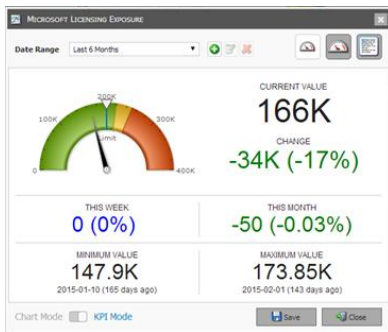 MICROSOFT LICENSING EXPOSURE
Date Range Last 6 Months
200K
100K 300K
Limit
0 400K
CURRENT VALUE
166K
CHANGE
-34K (-17%)
THIS WEEK
0 (0%)
THIS MONTH
-50 (-0.03%)
MINIMUM VALUE
147.9K
2015-01-10 (165 days ago)
MAXIMUM VALUE
173.85K
2015-02-01 (143 days ago)
Chart Mode KPI Mode
Save Close